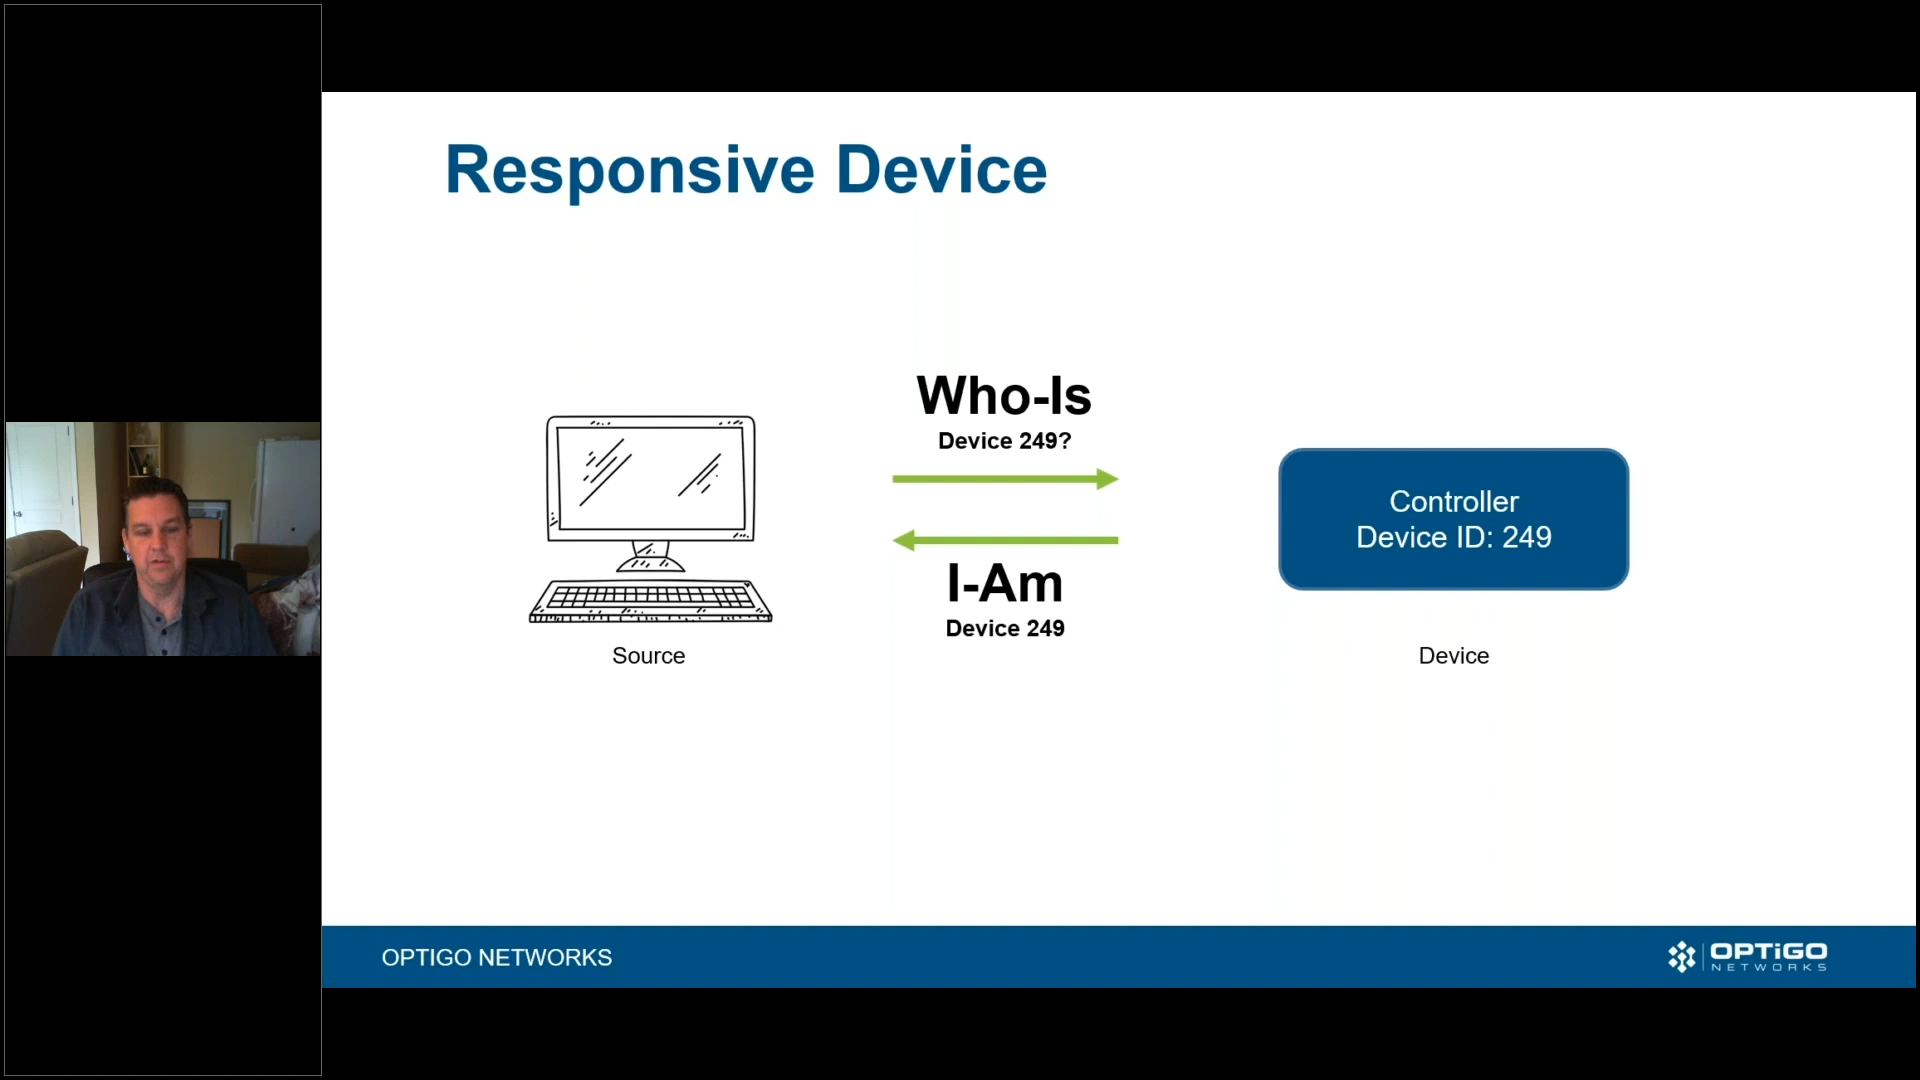 Responsive Device
Who-Is
Device 249?
Controller
Device ID: 249
I-Am
Device 249
Source
Device
OPTIGO NETWORKS
OPTiGO
NETWORKS